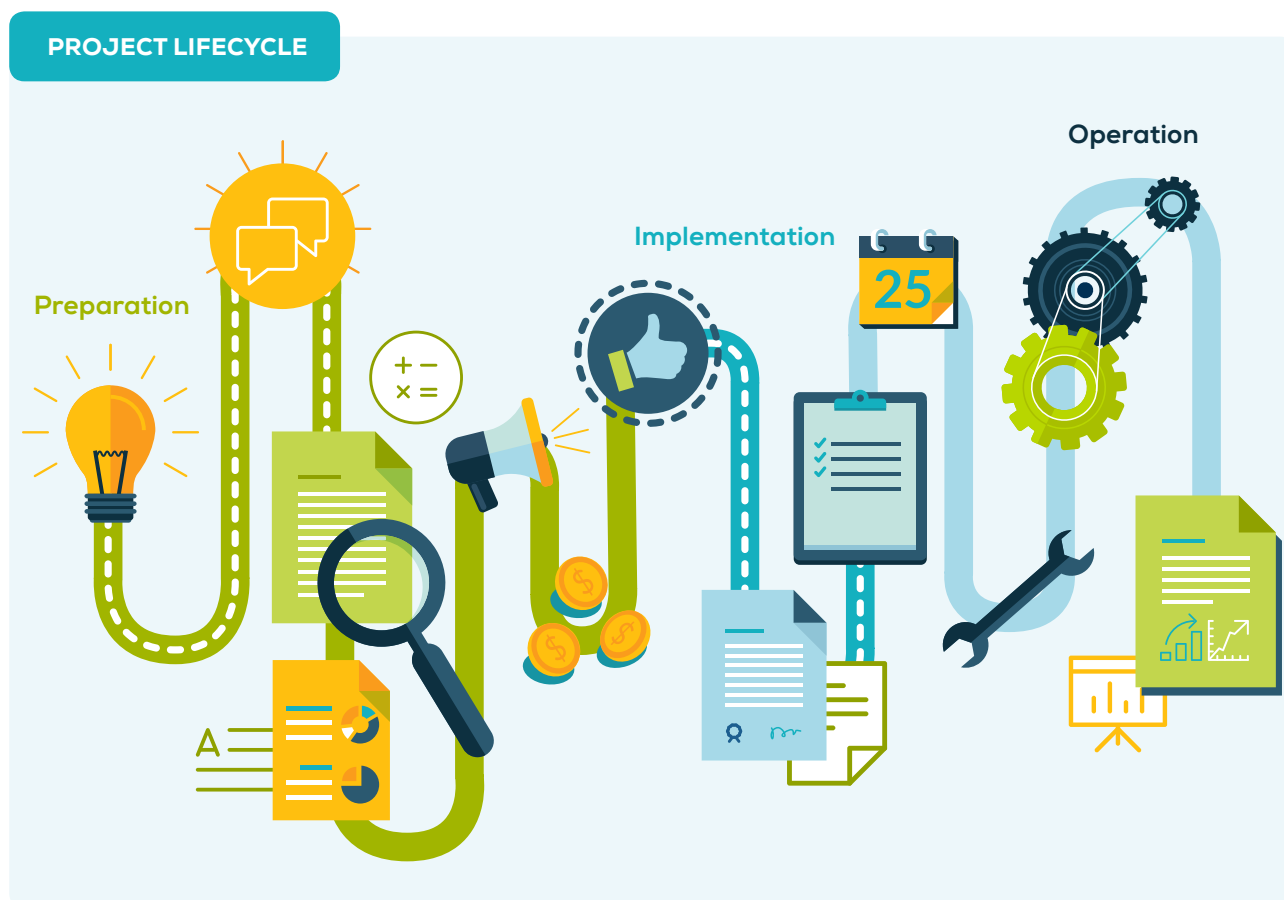 PROJECT LIFECYCLE
Operation
Implementation
Preparation
25
+ −
× =
$
$
$
A